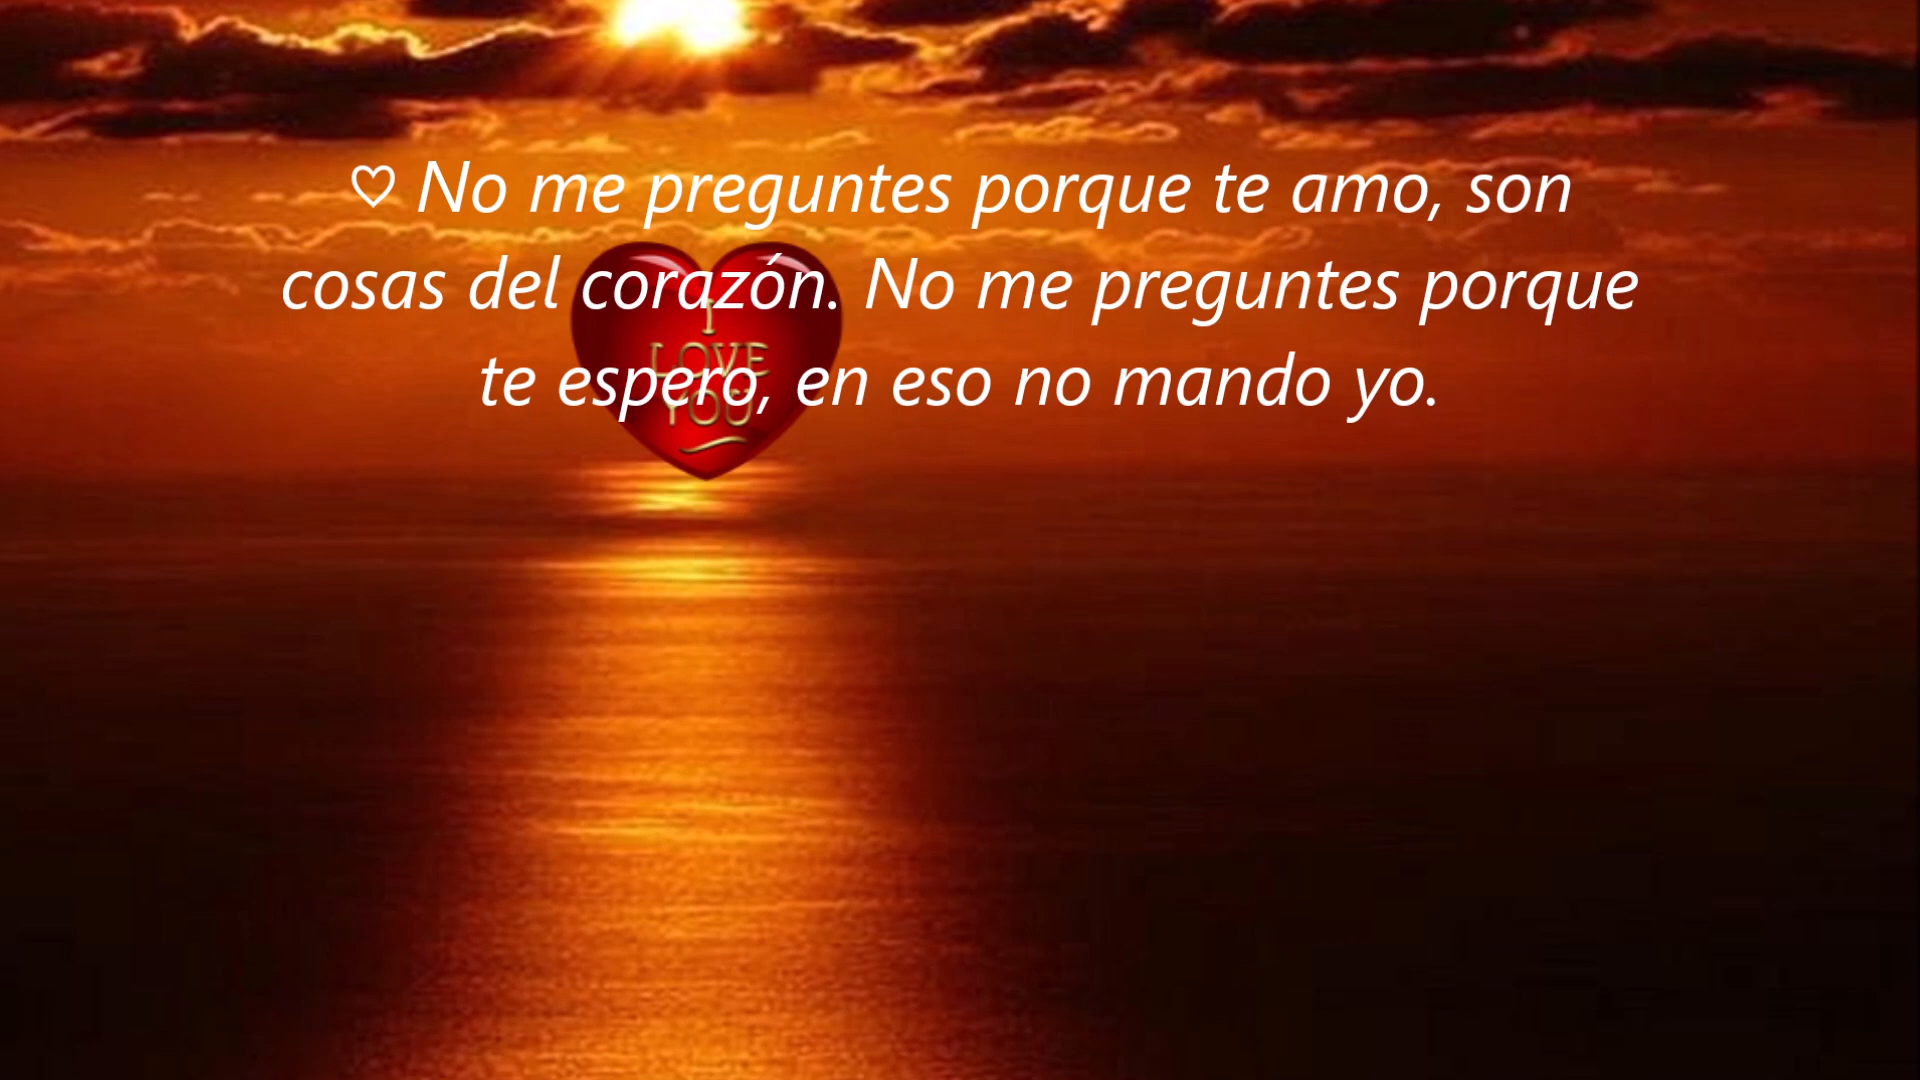 ♡ No me preguntes porque te amo, son
cosas del corazón. No me preguntes porque
te espero, en eso no mando yo.
I
LOVE
YOU